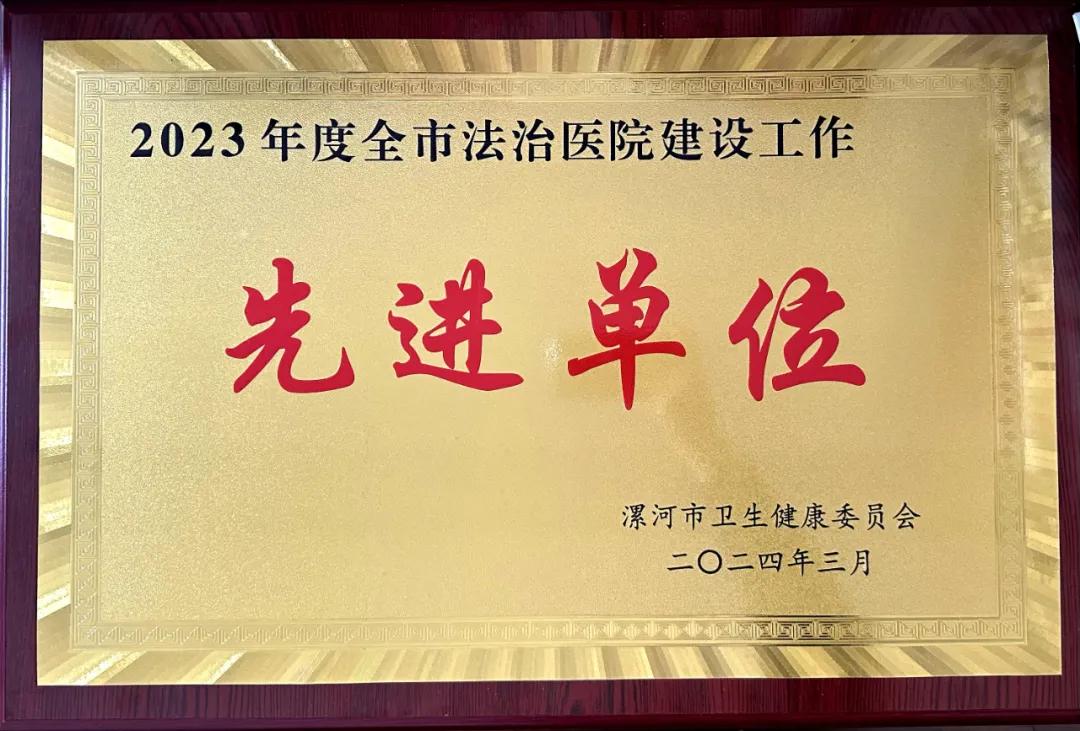 2023年度全市法治医院建设工作
先进单位
漯河市卫生健康委员会
二〇二四年三月